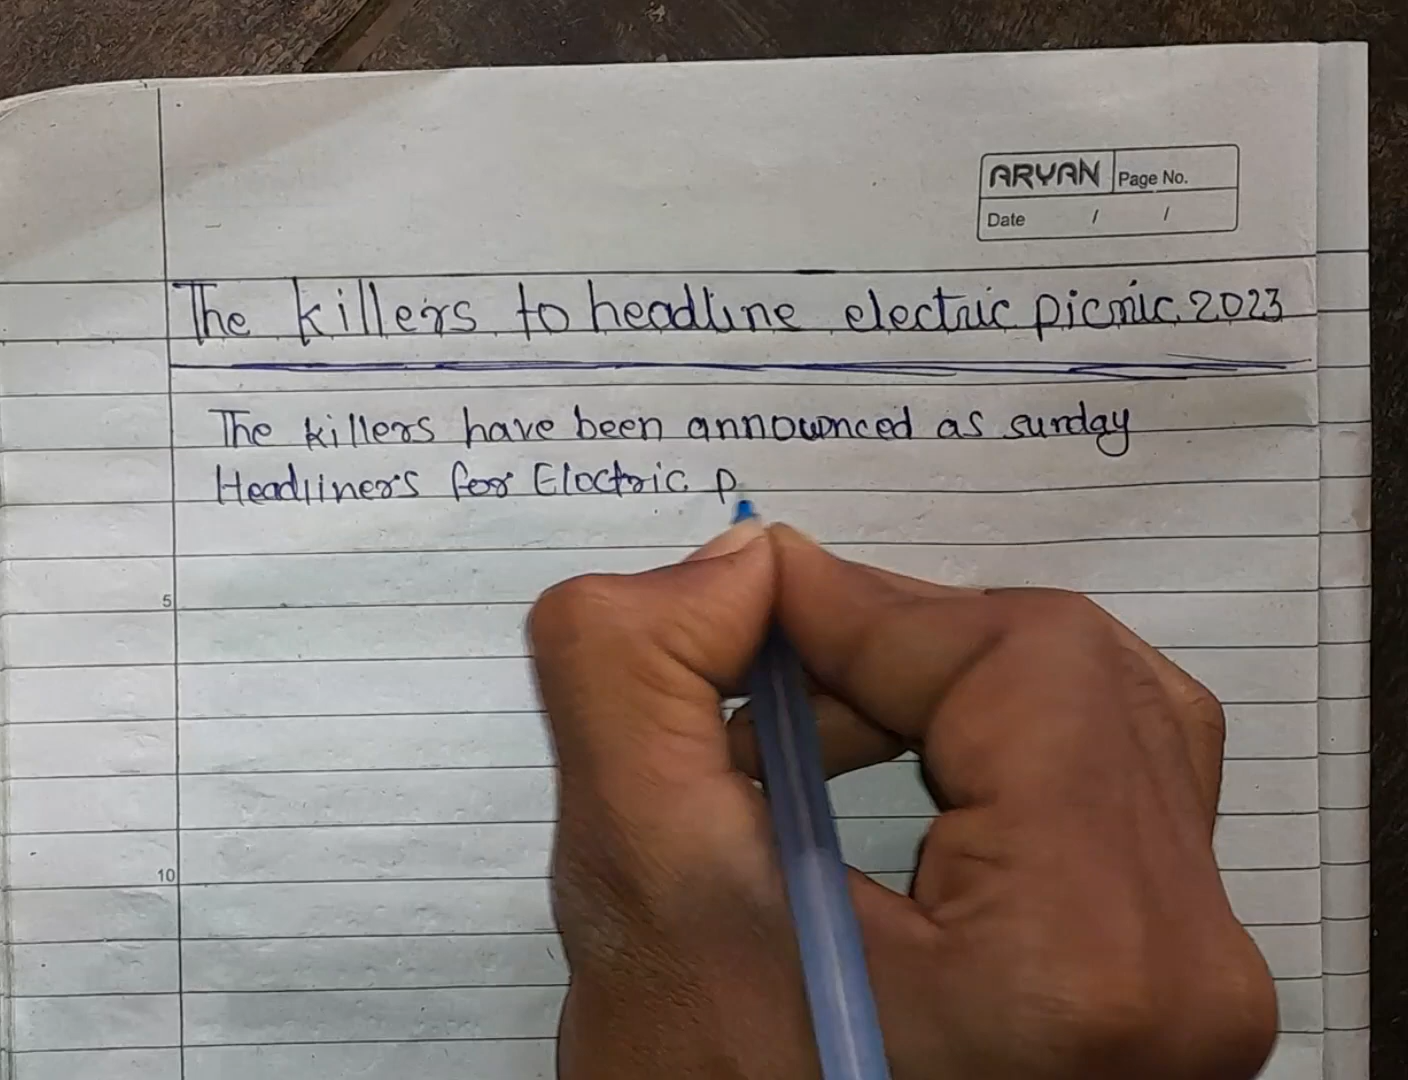 ARYAN Page No.
Date / /
The killers to headline electric picnic 2023
The killers have been announced as sunday
Headliners for Electric p
5
10